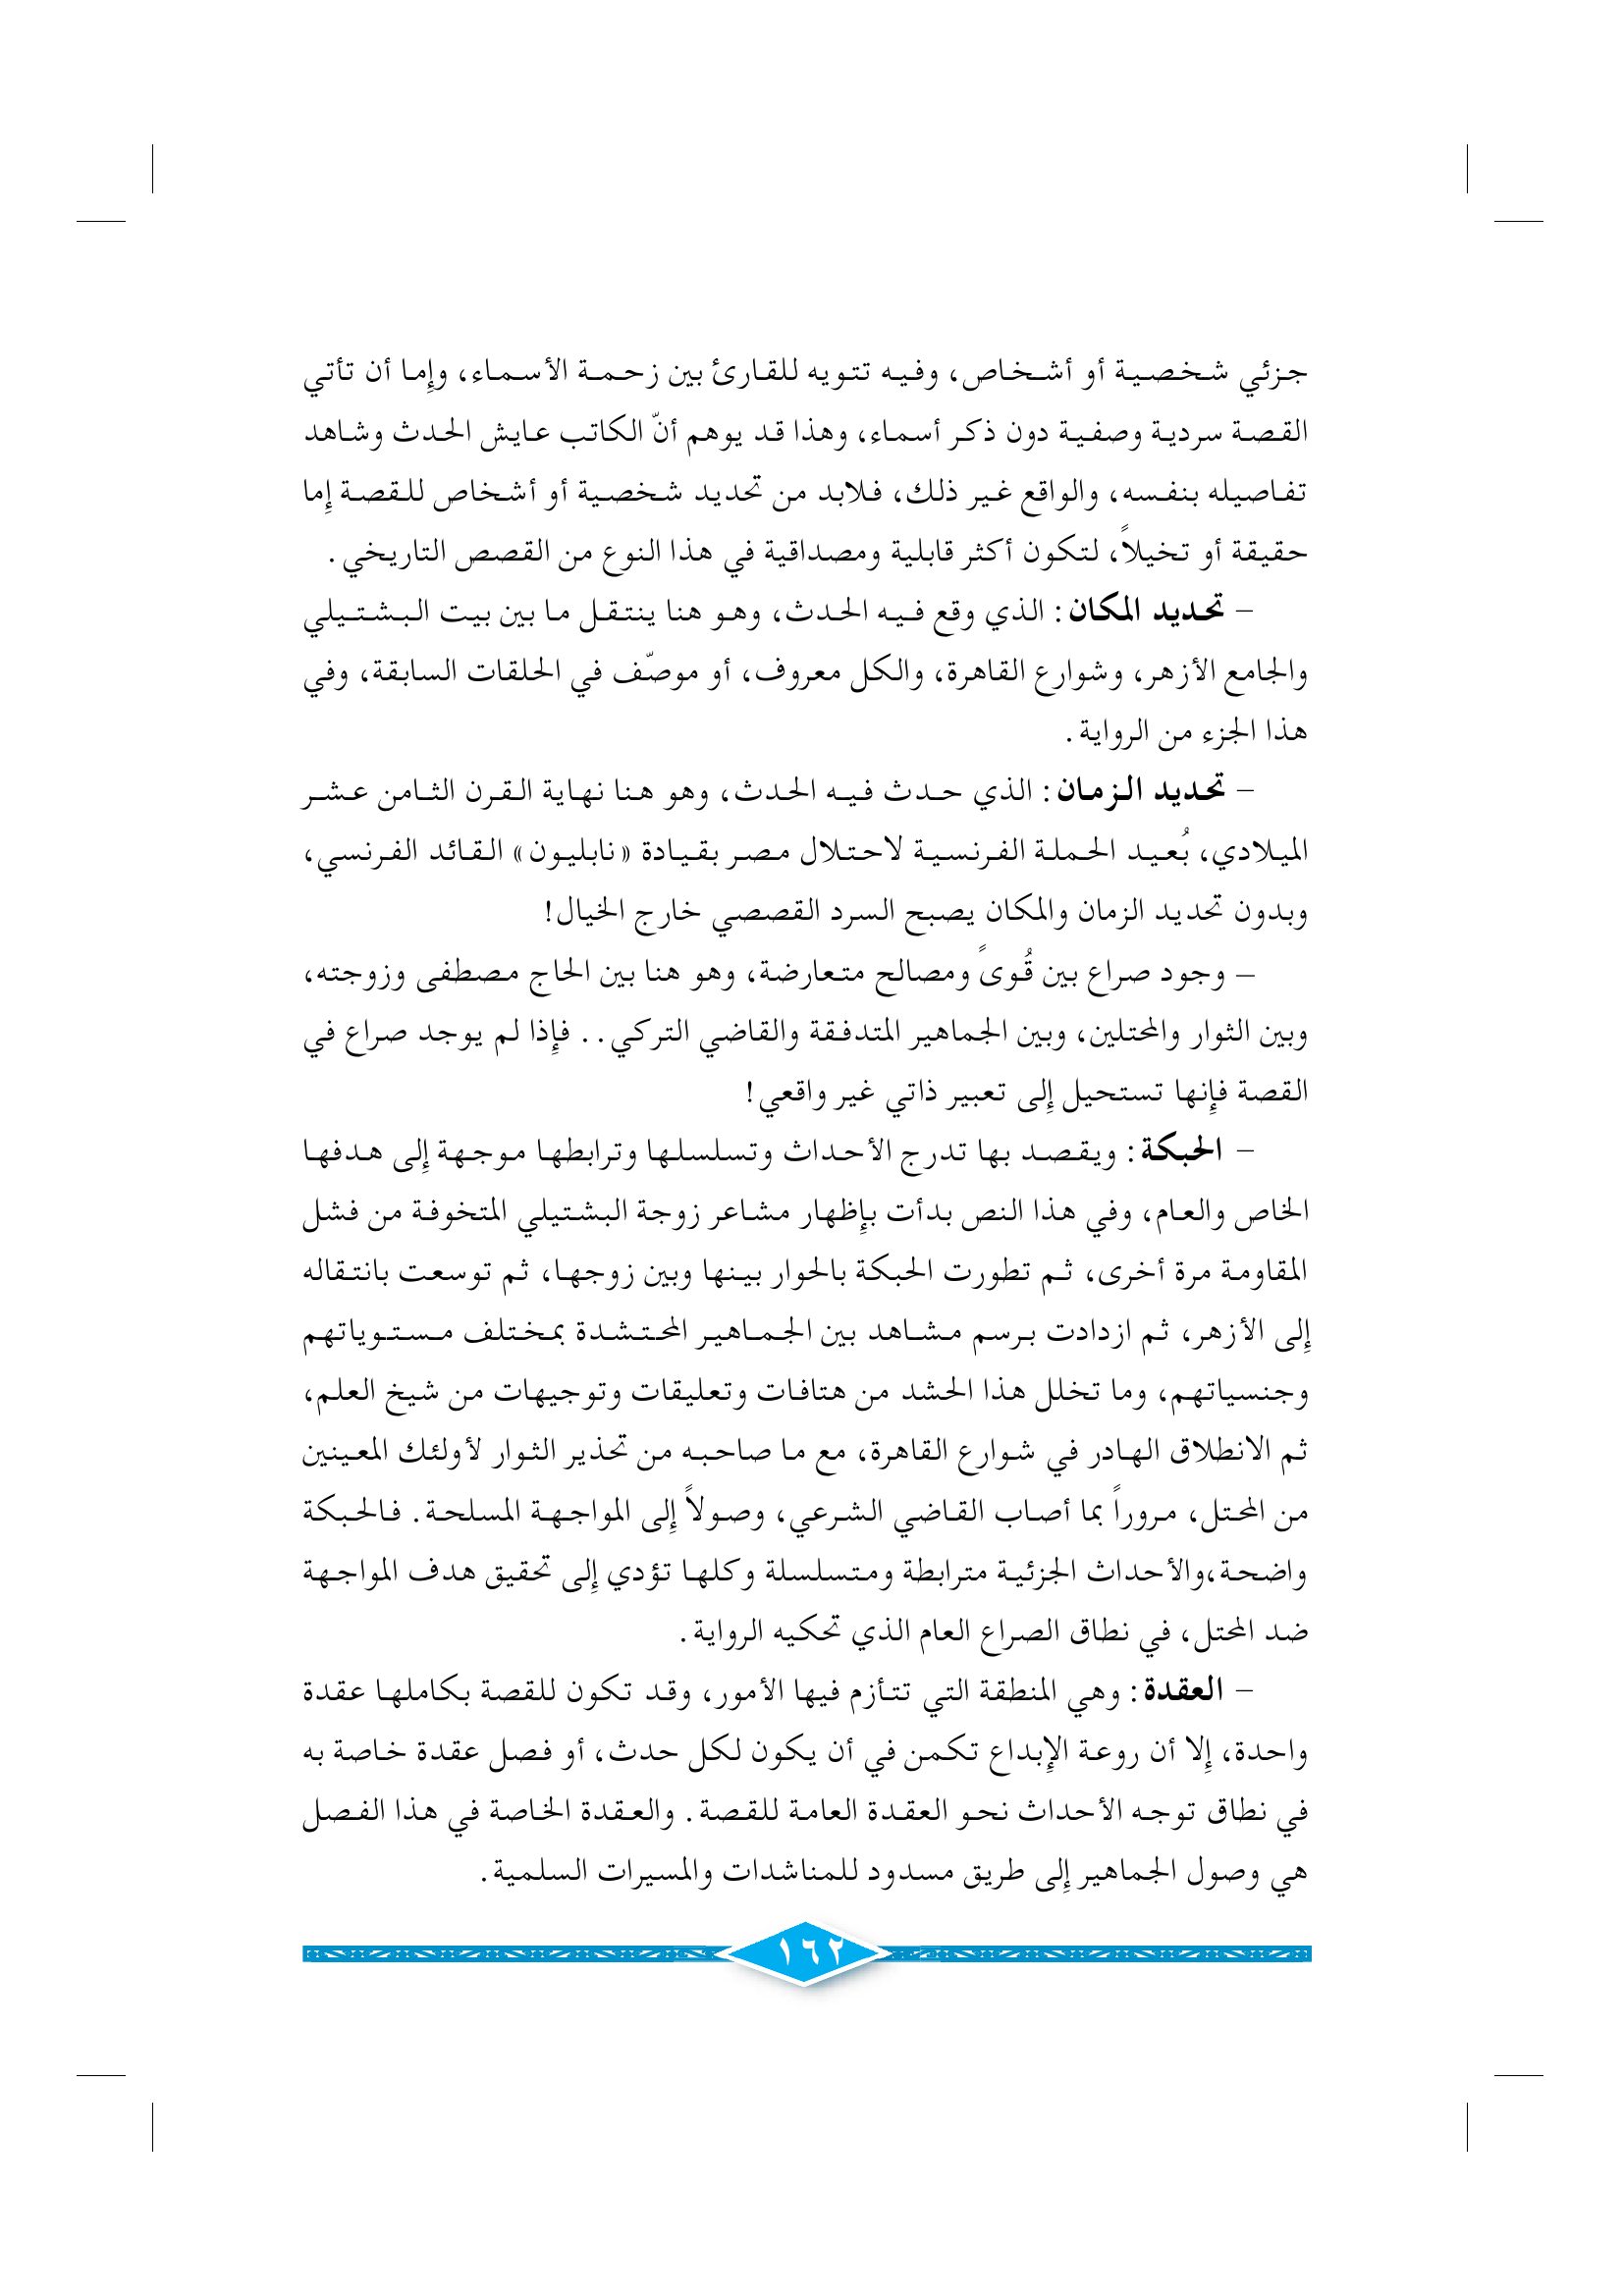 جزئي شخصية أو أشخاص، وفيه تتويه للقارئ بين زحمة الأسماء، وإما أن تأتي
القصة سردية وصفية دون ذكر أسماء، وهذا قد يوهم أنّ الكاتب عايش الحدث وشاهد
تفاصيله بنفسه، والواقع غير ذلك، فلابد من تحديد شخصية أو أشخاص للقصة إما
حقيقة أو تخيلاً، لتكون أكثر قابلية ومصداقية في هذا النوع من القصص التاريخي.
– تحديد المكان: الذي وقع فيه الحدث، وهو هنا ينتقل ما بين بيت البشتيلي
والجامع الأزهر، وشوارع القاهرة، والكل معروف، أو موصّف في الحلقات السابقة، وفي
هذا الجزء من الرواية.
– تحديد الزمان: الذي حدث فيه الحدث، وهو هنا نهاية القرن الثامن عشر
الميلادي، بُعيد الحملة الفرنسية لاحتلال مصر بقيادة «نابليون» القائد الفرنسي،
وبدون تحديد الزمان والمكان يصبح السرد القصصي خارج الخيال!
– وجود صراع بين قُوىً ومصالح متعارضة، وهو هنا بين الحاج مصطفى وزوجته،
وبين الثوار والمحتلين، وبين الجماهير المتدفقة والقاضي التركي.. فإذا لم يوجد صراع في
القصة فإنها تستحيل إلى تعبير ذاتي غير واقعي!
– الحبكة: ويقصد بها تدرج الأحداث وتسلسلها وترابطها موجهة إلى هدفها
الخاص والعام، وفي هذا النص بدأت بإظهار مشاعر زوجة البشتيلي المتخوفة من فشل
المقاومة مرة أخرى، ثم تطورت الحبكة بالحوار بينها وبين زوجها، ثم توسعت بانتقاله
إلى الأزهر، ثم ازدادت برسم مشاهد بين الجماهير المحتشدة بمختلف مستوياتهم
وجنسياتهم، وما تخلل هذا الحشد من هتافات وتعليقات وتوجيهات من شيخ العلم،
ثم الانطلاق الهادر في شوارع القاهرة، مع ما صاحبه من تحذير الثوار لأولئك المعينين
من المحتل، مروراً بما أصاب القاضي الشرعي، وصولاً إلى المواجهة المسلحة. فالحبكة
واضحة،والأحداث الجزئية مترابطة ومتسلسلة وكلها تؤدي إلى تحقيق هدف المواجهة
ضد المحتل، في نطاق الصراع العام الذي تحكيه الرواية.
– العقدة: وهي المنطقة التي تتأزم فيها الأمور، وقد تكون للقصة بكاملها عقدة
واحدة، إلا أن روعة الإبداع تكمن في أن يكون لكل حدث، أو فصل عقدة خاصة به
في نطاق توجه الأحداث نحو العقدة العامة للقصة. والعقدة الخاصة في هذا الفصل
هي وصول الجماهير إلى طريق مسدود للمناشدات والمسيرات السلمية.
١٦٢